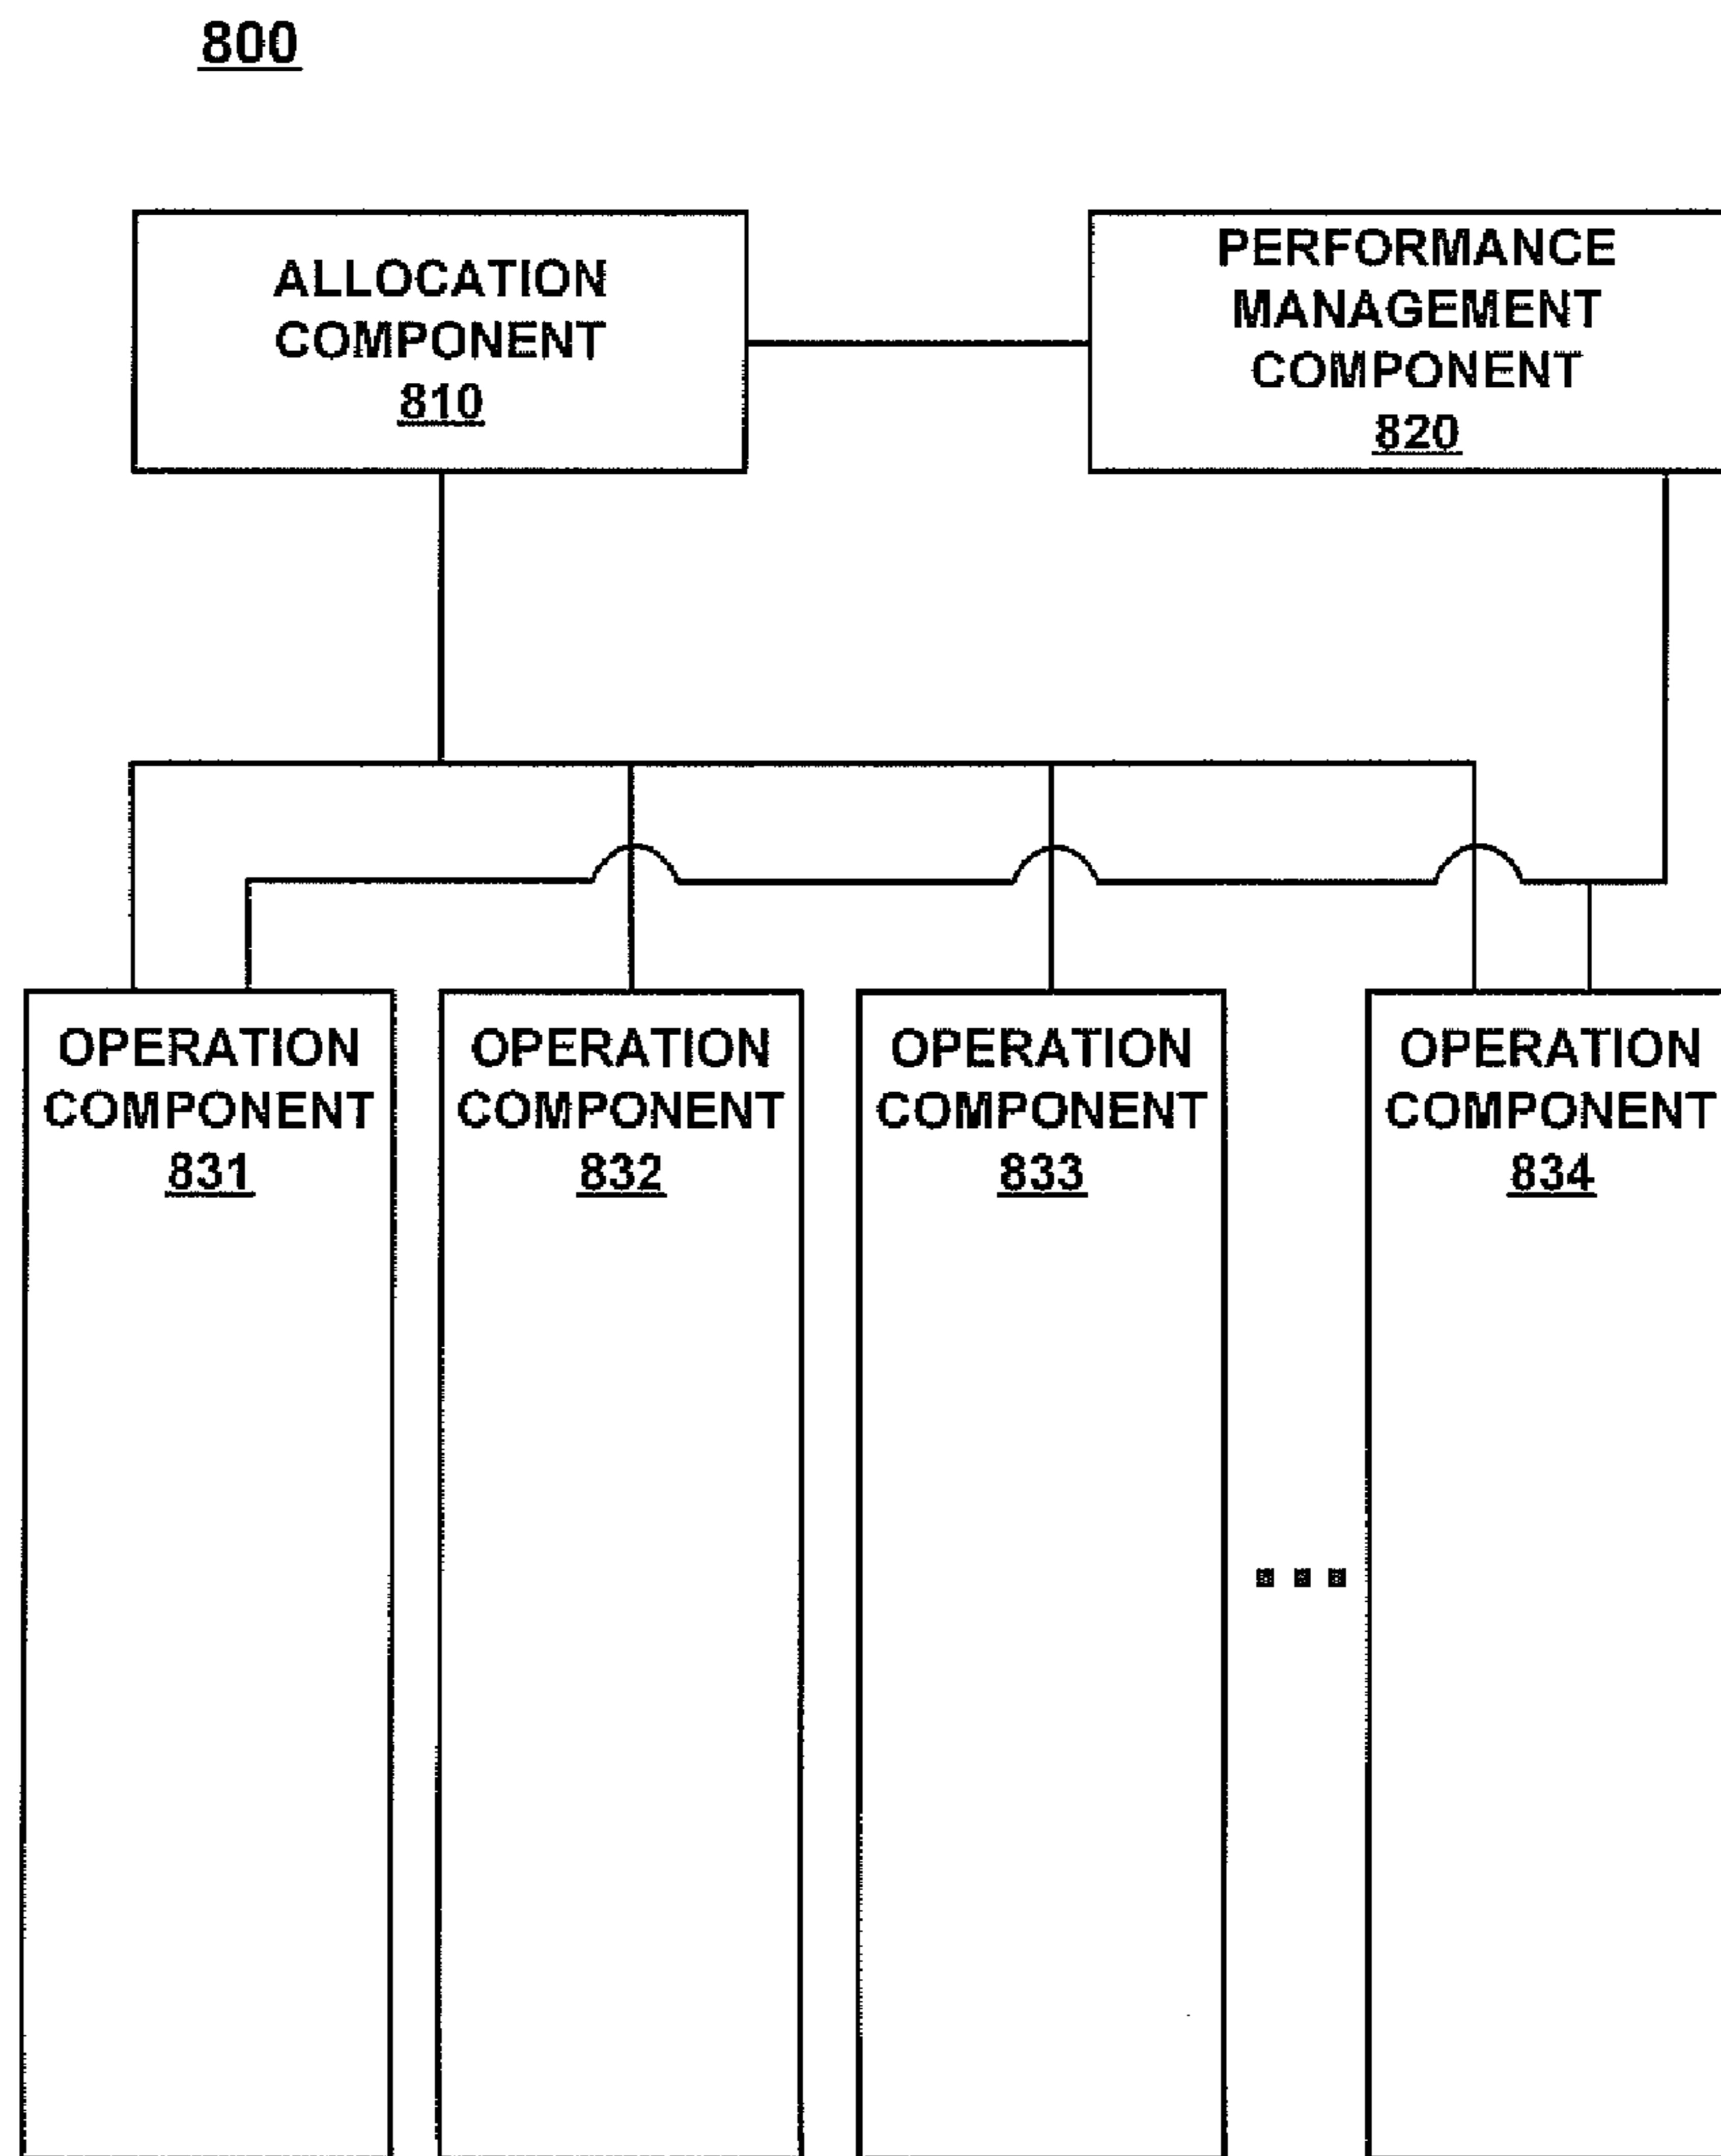 800
ALLOCATION
COMPONENT
810
PERFORMANCE
MANAGEMENT
COMPONENT
820
OPERATION
COMPONENT
831
OPERATION
COMPONENT
832
OPERATION
COMPONENT
833
OPERATION
COMPONENT
834